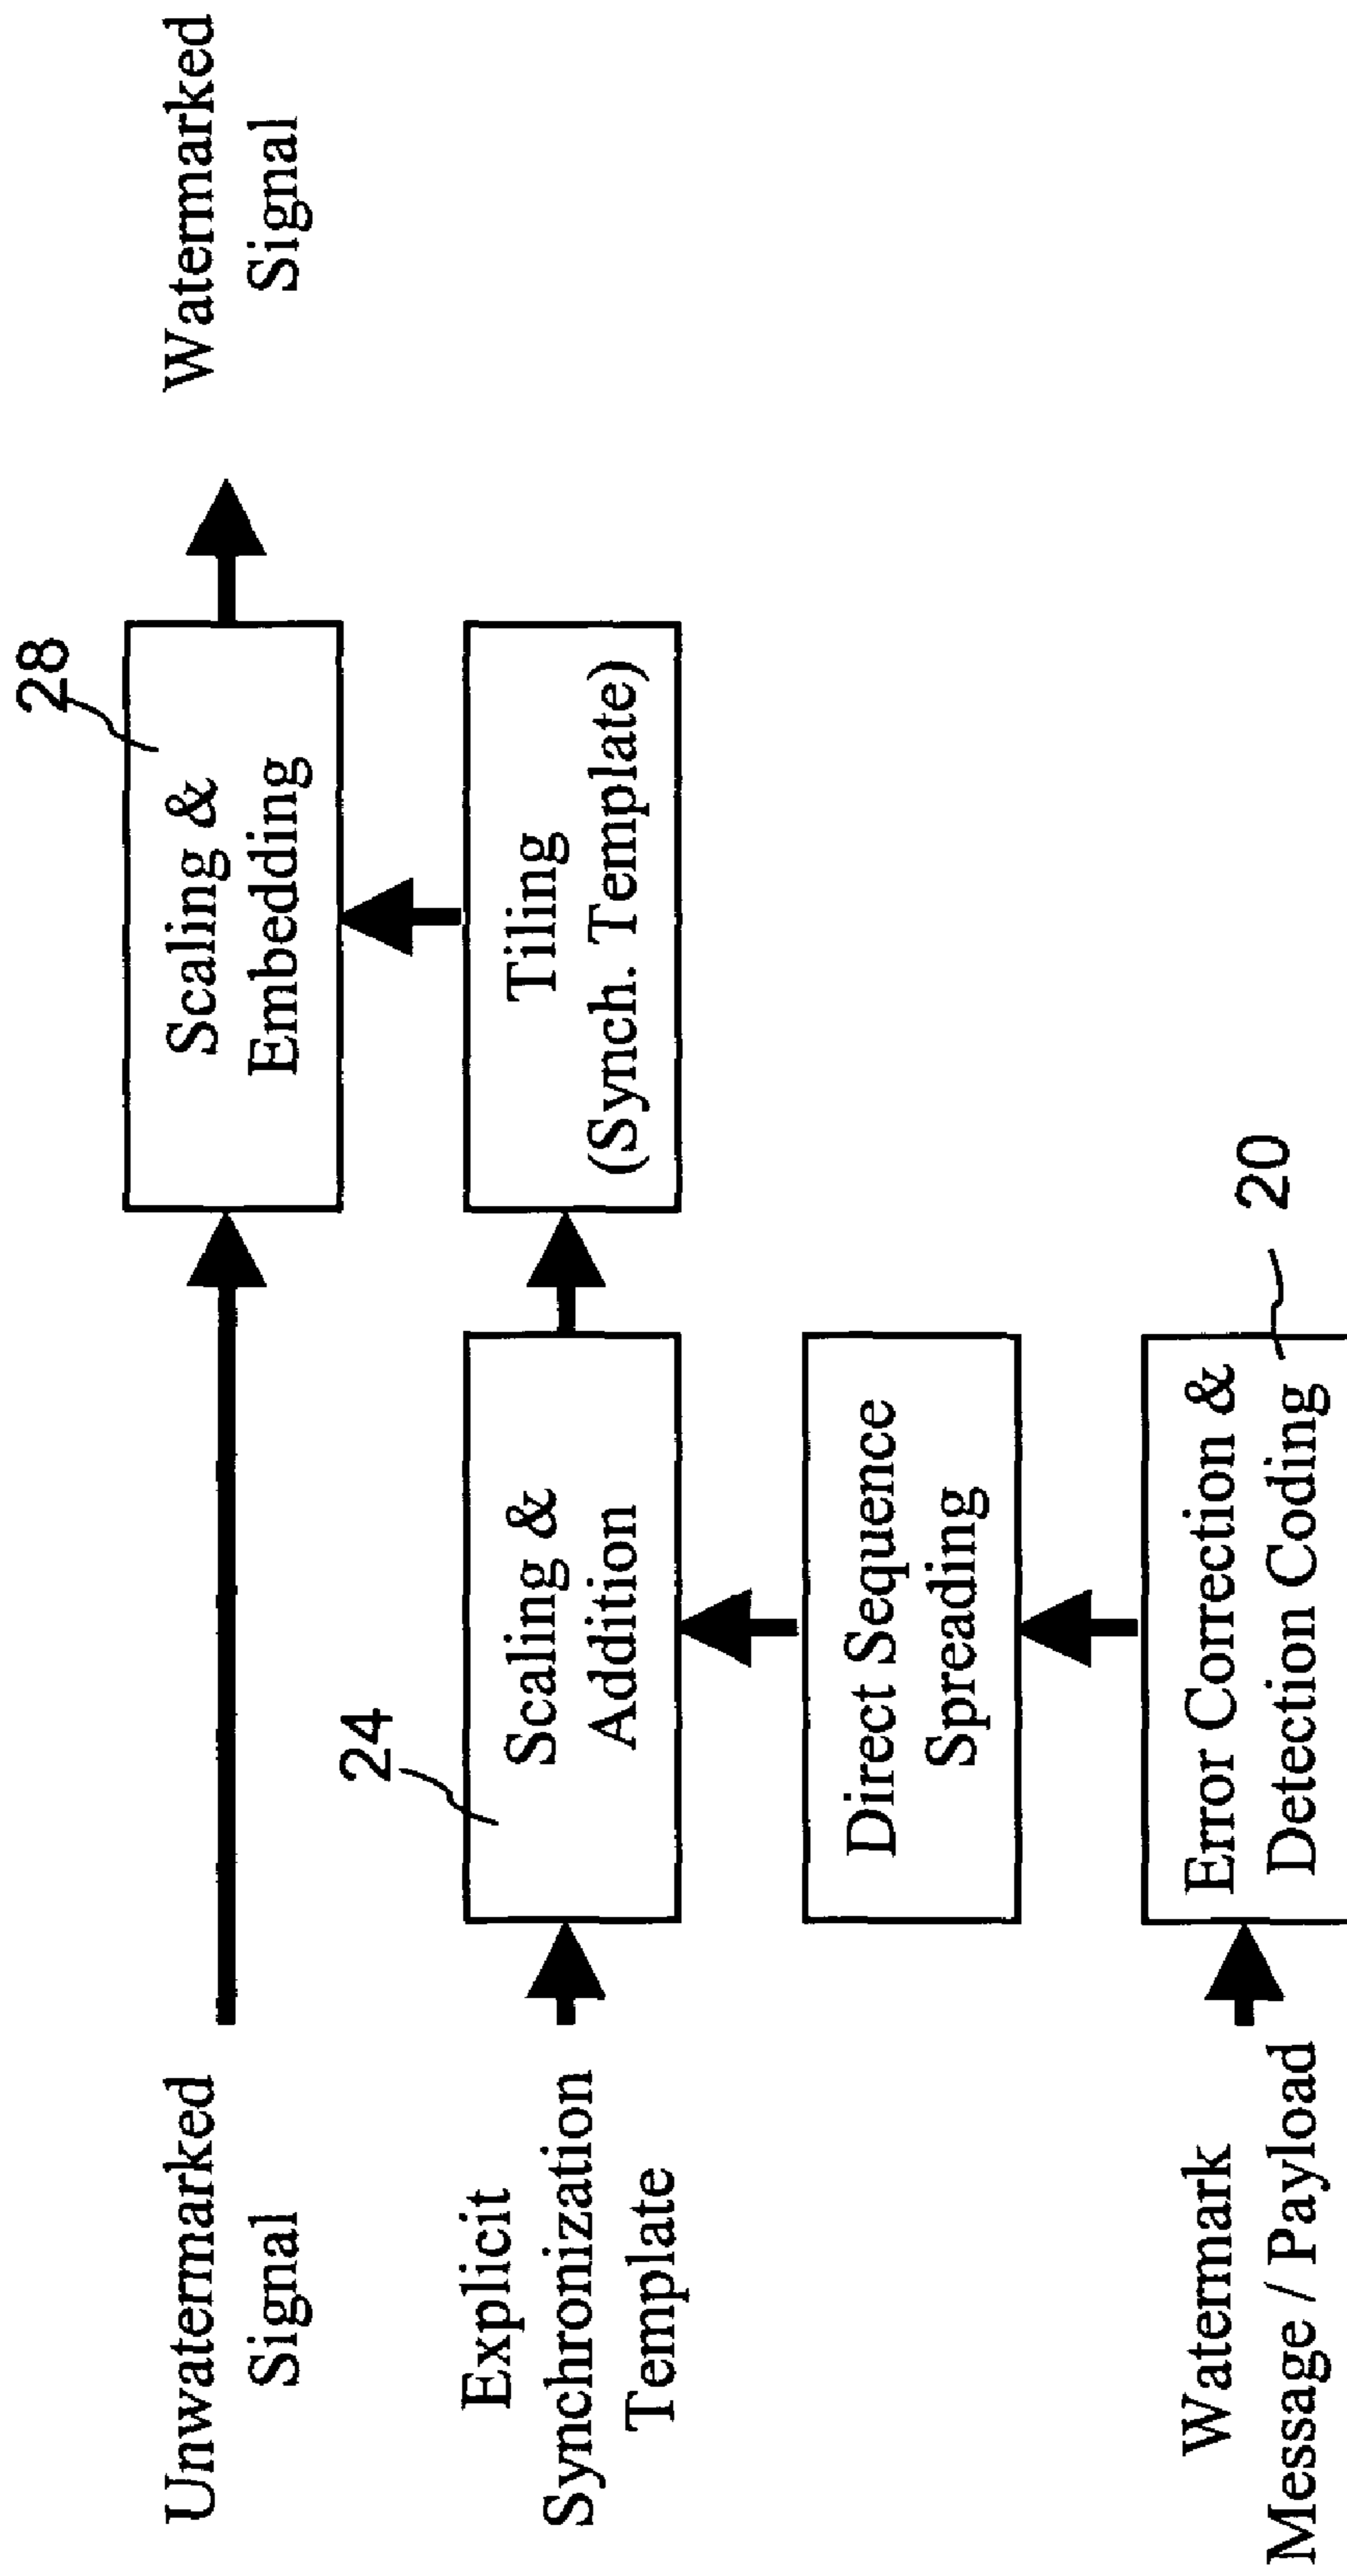 Unwatermarked
Signal
28
Scaling &
Embedding
Watermarked
Signal
Explicit
Synchronization
Template
24
Scaling &
Addition
Tiling
(Synch. Template)
Direct Sequence
Spreading
Watermark
Message / Payload
Error Correction &
Detection Coding
20